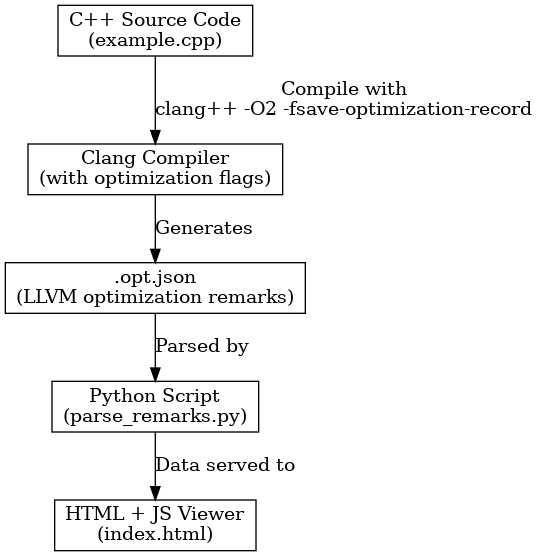 C++ Source Code
(example.cpp)
Compile with
clang++ -O2 -fsave-optimization-record
Clang Compiler
(with optimization flags)
Generates
.opt.json
(LLVM optimization remarks)
Parsed by
Python Script
(parse_remarks.py)
Data served to
HTML + JS Viewer
(index.html)